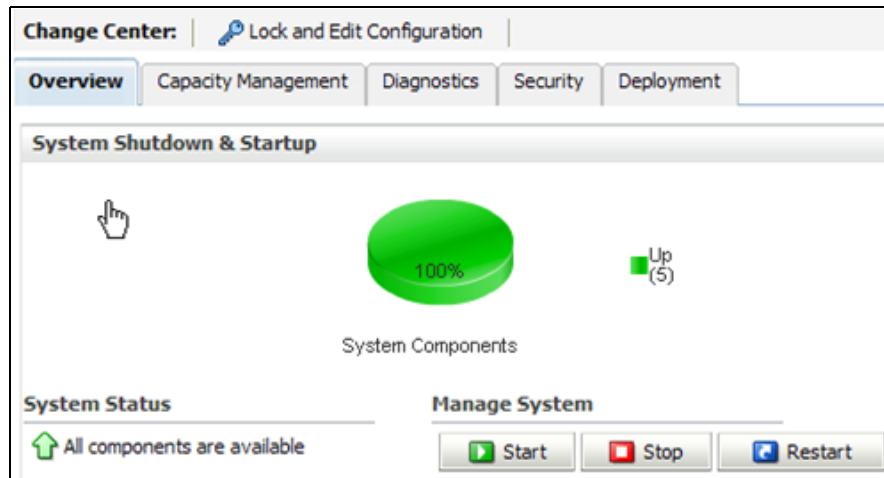 Change Center: Lock and Edit Configuration
Overview Capacity Management Diagnostics Security Deployment
System Shutdown & Startup
100%
Up
(5)
System Components
System Status
All components are available
Manage System
Start Stop Restart